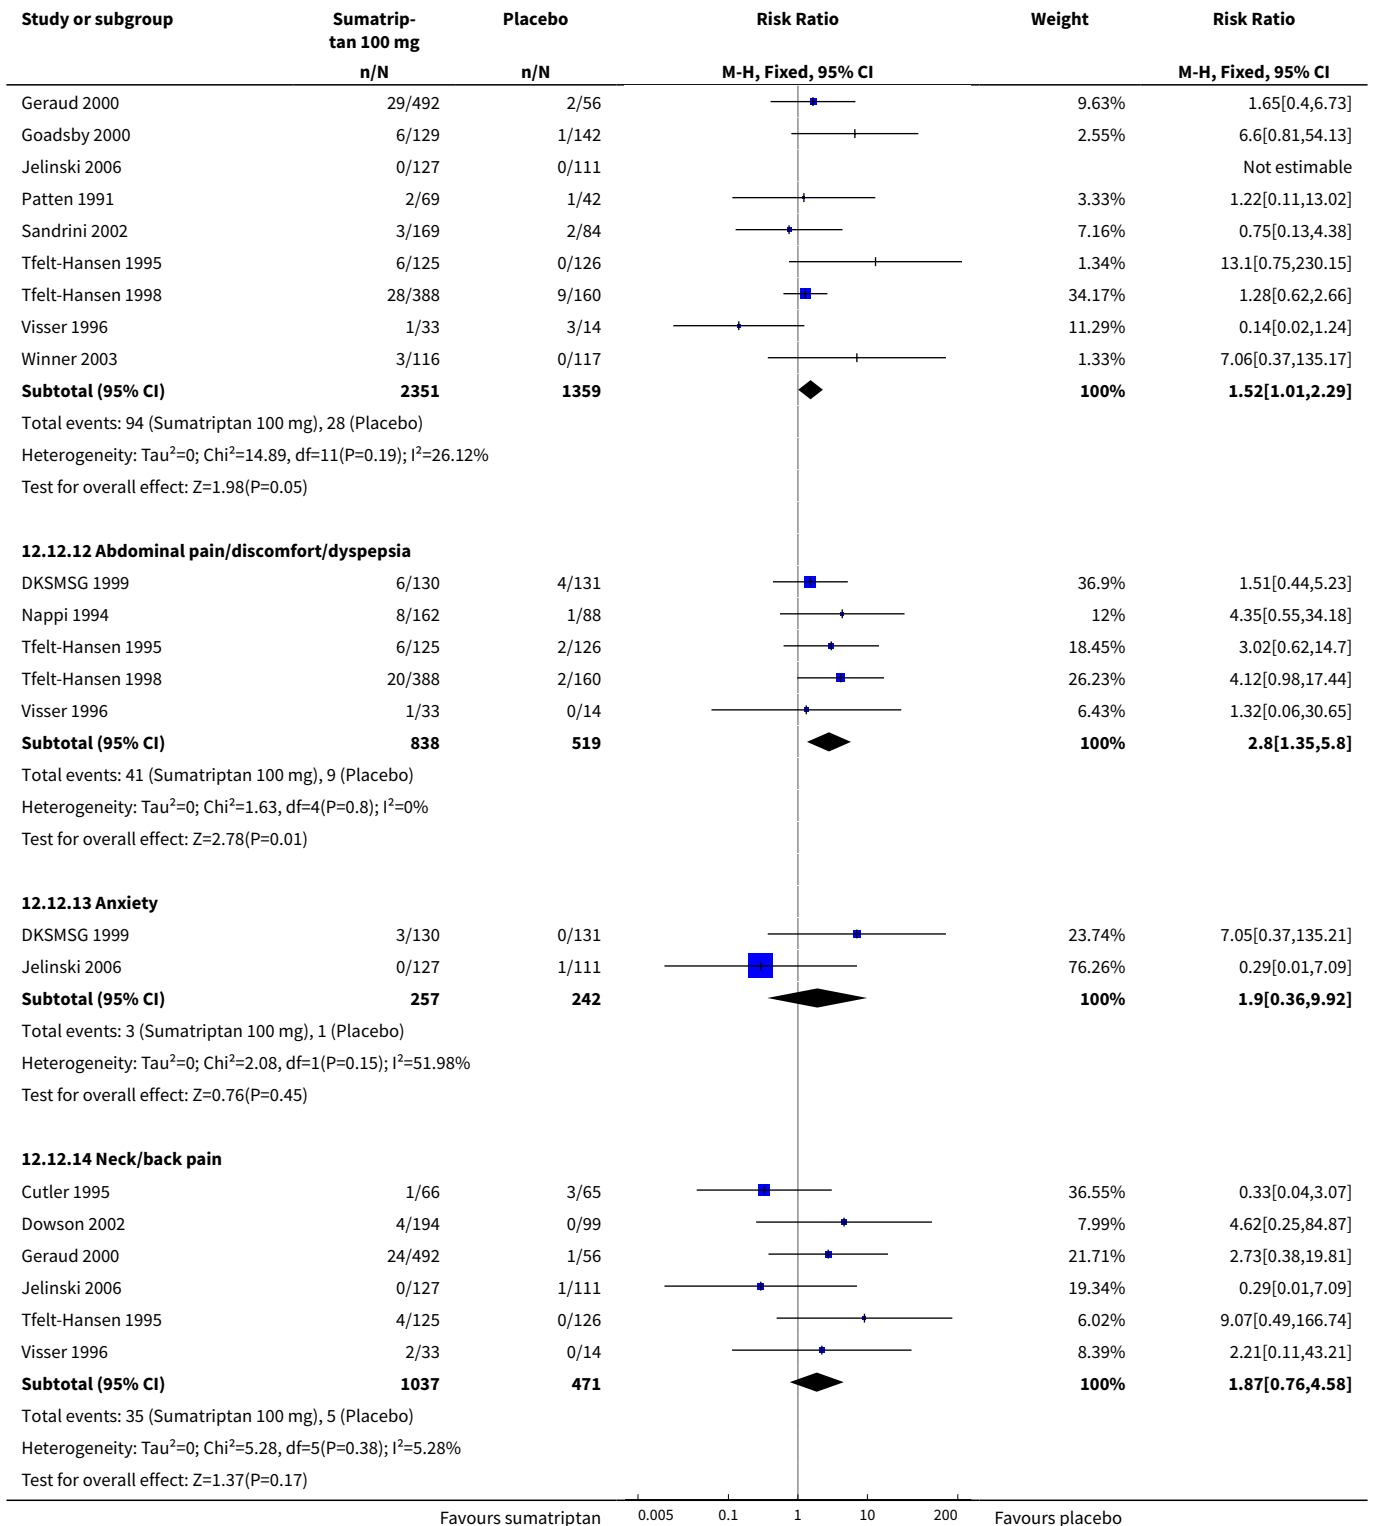 Study or subgroup Sumatrip- Placebo Risk Ratio Weight Risk Ratio
tan 100 mg
n/N n/N M-H, Fixed, 95% CI M-H, Fixed, 95% CI
Geraud 2000 29/492 2/56 9.63% 1.65[0.4,6.73]
Goadsby 2000 6/129 1/142 2.55% 6.6[0.81,54.13]
Jelinski 2006 0/127 0/111 Not estimable
Patten 1991 2/69 1/42 3.33% 1.22[0.11,13.02]
Sandrini 2002 3/169 2/84 7.16% 0.75[0.13,4.38]
Tfelt-Hansen 1995 6/125 0/126 1.34% 13.1[0.75,230.15]
Tfelt-Hansen 1998 28/388 9/160 34.17% 1.28[0.62,2.66]
Visser 1996 1/33 3/14 11.29% 0.14[0.02,1.24]
Winner 2003 3/116 0/117 1.33% 7.06[0.37,135.17]
Subtotal (95% CI) 2351 1359 100% 1.52[1.01,2.29]
Total events: 94 (Sumatriptan 100 mg), 28 (Placebo)
Heterogeneity: Tau²=0; Chi²=14.89, df=11(P=0.19); I²=26.12%
Test for overall effect: Z=1.98(P=0.05)
12.12.12 Abdominal pain/discomfort/dyspepsia
DKSMSG 1999 6/130 4/131 36.9% 1.51[0.44,5.23]
Nappi 1994 8/162 1/88 12% 4.35[0.55,34.18]
Tfelt-Hansen 1995 6/125 2/126 18.45% 3.02[0.62,14.7]
Tfelt-Hansen 1998 20/388 2/160 26.23% 4.12[0.98,17.44]
Visser 1996 1/33 0/14 6.43% 1.32[0.06,30.65]
Subtotal (95% CI) 838 519 100% 2.8[1.35,5.8]
Total events: 41 (Sumatriptan 100 mg), 9 (Placebo)
Heterogeneity: Tau²=0; Chi²=1.63, df=4(P=0.8); I²=0%
Test for overall effect: Z=2.78(P=0.01)
12.12.13 Anxiety
DKSMSG 1999 3/130 0/131 23.74% 7.05[0.37,135.21]
Jelinski 2006 0/127 1/111 76.26% 0.29[0.01,7.09]
Subtotal (95% CI) 257 242 100% 1.9[0.36,9.92]
Total events: 3 (Sumatriptan 100 mg), 1 (Placebo)
Heterogeneity: Tau²=0; Chi²=2.08, df=1(P=0.15); I²=51.98%
Test for overall effect: Z=0.76(P=0.45)
12.12.14 Neck/back pain
Cutler 1995 1/66 3/65 36.55% 0.33[0.04,3.07]
Dowson 2002 4/194 0/99 7.99% 4.62[0.25,84.87]
Geraud 2000 24/492 1/56 21.71% 2.73[0.38,19.81]
Jelinski 2006 0/127 1/111 19.34% 0.29[0.01,7.09]
Tfelt-Hansen 1995 4/125 0/126 6.02% 9.07[0.49,166.74]
Visser 1996 2/33 0/14 8.39% 2.21[0.11,43.21]
Subtotal (95% CI) 1037 471 100% 1.87[0.76,4.58]
Total events: 35 (Sumatriptan 100 mg), 5 (Placebo)
Heterogeneity: Tau²=0; Chi²=5.28, df=5(P=0.38); I²=5.28%
Test for overall effect: Z=1.37(P=0.17)
Favours sumatriptan 0.005 0.1 1 10 200 Favours placebo